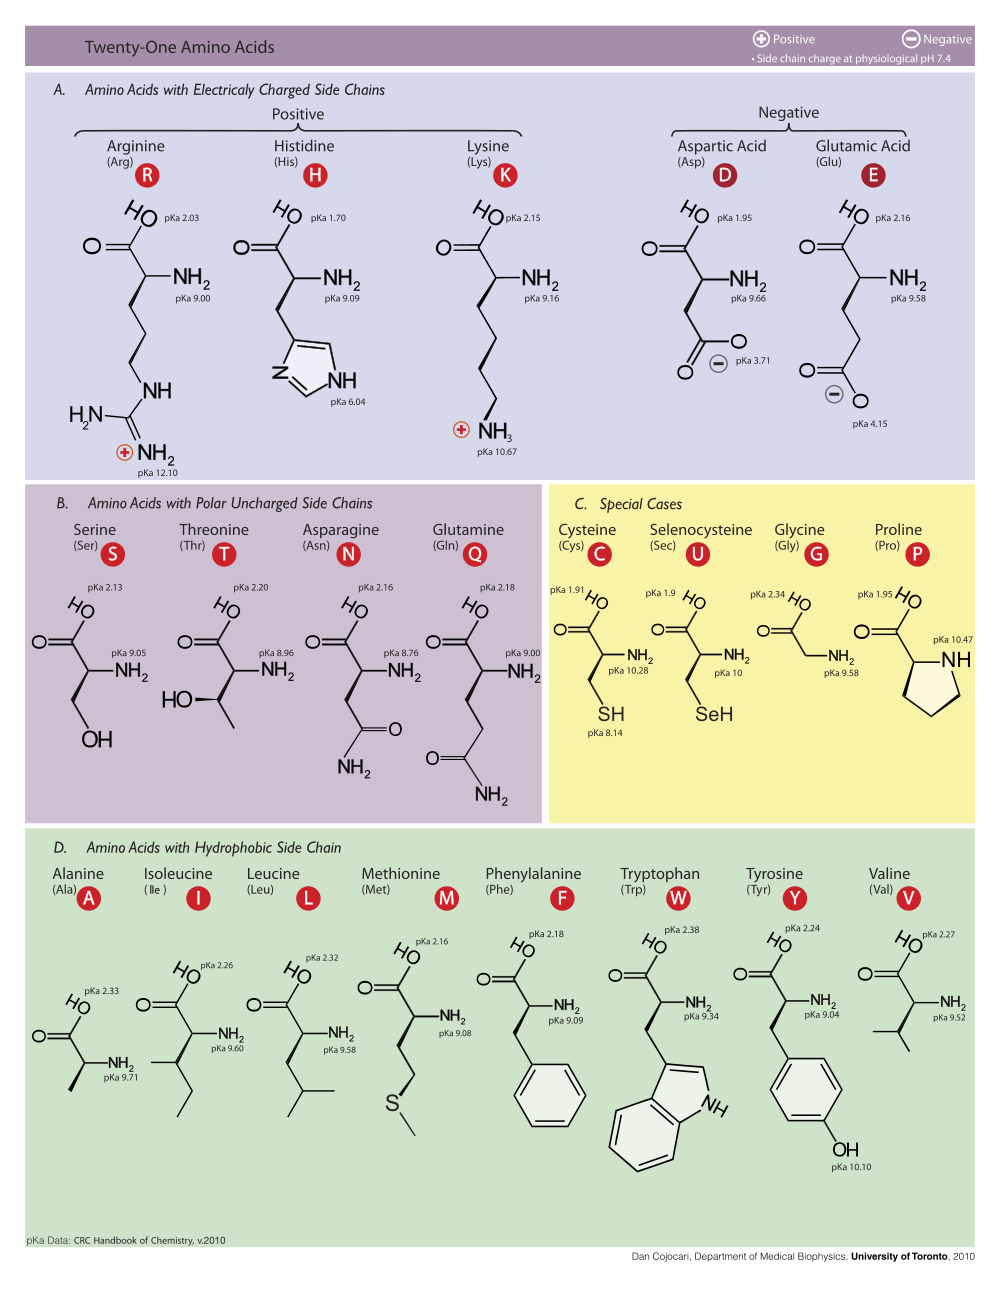 Twenty-One Amino Acids
Positive
Negative
• Side chain charge at physiological pH 7.4
A. Amino Acids with Electricaly Charged Side Chains
Positive
Negative
Arginine
(Arg) R
Histidine
(His) H
Lysine
(Lys) K
Aspartic Acid
(Asp) D
Glutamic Acid
(Glu) E
HO pKa 2.03
O
NH2
pKa 9.00
NH
H2N
NH2
pKa 12.10
HO pKa 1.70
O
NH2
pKa 9.09
N
NH
pKa 6.04
HO pKa 2.15
O
NH2
pKa 9.16
NH3
pKa 10.67
HO pKa 1.95
O
NH2
pKa 9.66
O
O
pKa 3.71
HO pKa 2.16
O
NH2
pKa 9.58
O
O
pKa 4.15
B. Amino Acids with Polar Uncharged Side Chains
Serine
(Ser) S
Threonine
(Thr) T
Asparagine
(Asn) N
Glutamine
(Gln) Q
pKa 2.13
HO
O
pKa 9.05
NH2
OH
pKa 2.20
HO
O
pKa 8.96
NH2
HO
pKa 2.16
HO
O
pKa 8.76
NH2
O
NH2
pKa 2.18
HO
O
pKa 9.00
NH2
O
NH2
C. Special Cases
Cysteine
(Cys) C
Selenocysteine
(Sec) U
Glycine
(Gly) G
Proline
(Pro) P
pKa 1.91 HO
O
NH2
pKa 10.28
SH
pKa 8.14
pKa 1.9 HO
O
NH2
pKa 10
SeH
pKa 2.34 HO
O
NH2
pKa 9.58
pKa 1.95 HO
O
pKa 10.47
NH
D. Amino Acids with Hydrophobic Side Chain
Alanine
(Ala) A
Isoleucine
(Ile) I
Leucine
(Leu) L
Methionine
(Met) M
Phenylalanine
(Phe) F
Tryptophan
(Trp) W
Tyrosine
(Tyr) Y
Valine
(Val) V
pKa 2.33
HO
O
NH2
pKa 9.71
HO pKa 2.26
O
NH2
pKa 9.60
HO pKa 2.32
O
NH2
pKa 9.58
pKa 2.16
HO
O
NH2
pKa 9.08
S
pKa 2.18
HO
O
NH2
pKa 9.09
pKa 2.38
HO
O
NH2
pKa 9.34
NH
pKa 2.24
HO
O
NH2
pKa 9.04
OH
pKa 10.10
HO pKa 2.27
O
NH2
pKa 9.52
pKa Data: CRC Handbook of Chemistry, v.2010
Dan Cojocari, Department of Medical Biophysics, University of Toronto, 2010